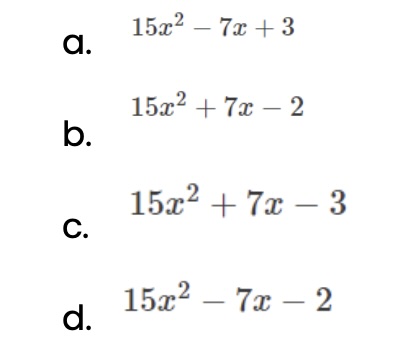 a. 15x² − 7x + 3
b. 15x² + 7x − 2
c. 15x² + 7x − 3
d. 15x² − 7x − 2